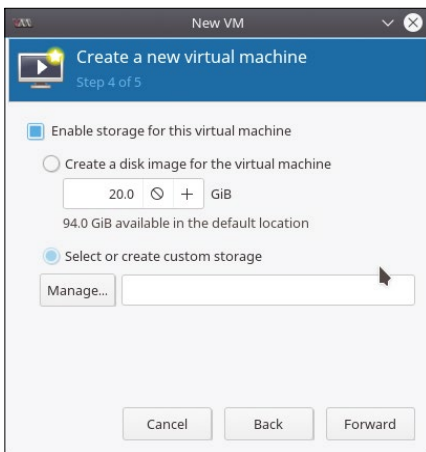 New VM
Create a new virtual machine
Step 4 of 5
Enable storage for this virtual machine
Create a disk image for the virtual machine
20.0 + GiB
94.0 GiB available in the default location
Select or create custom storage
Manage...
Cancel Back Forward